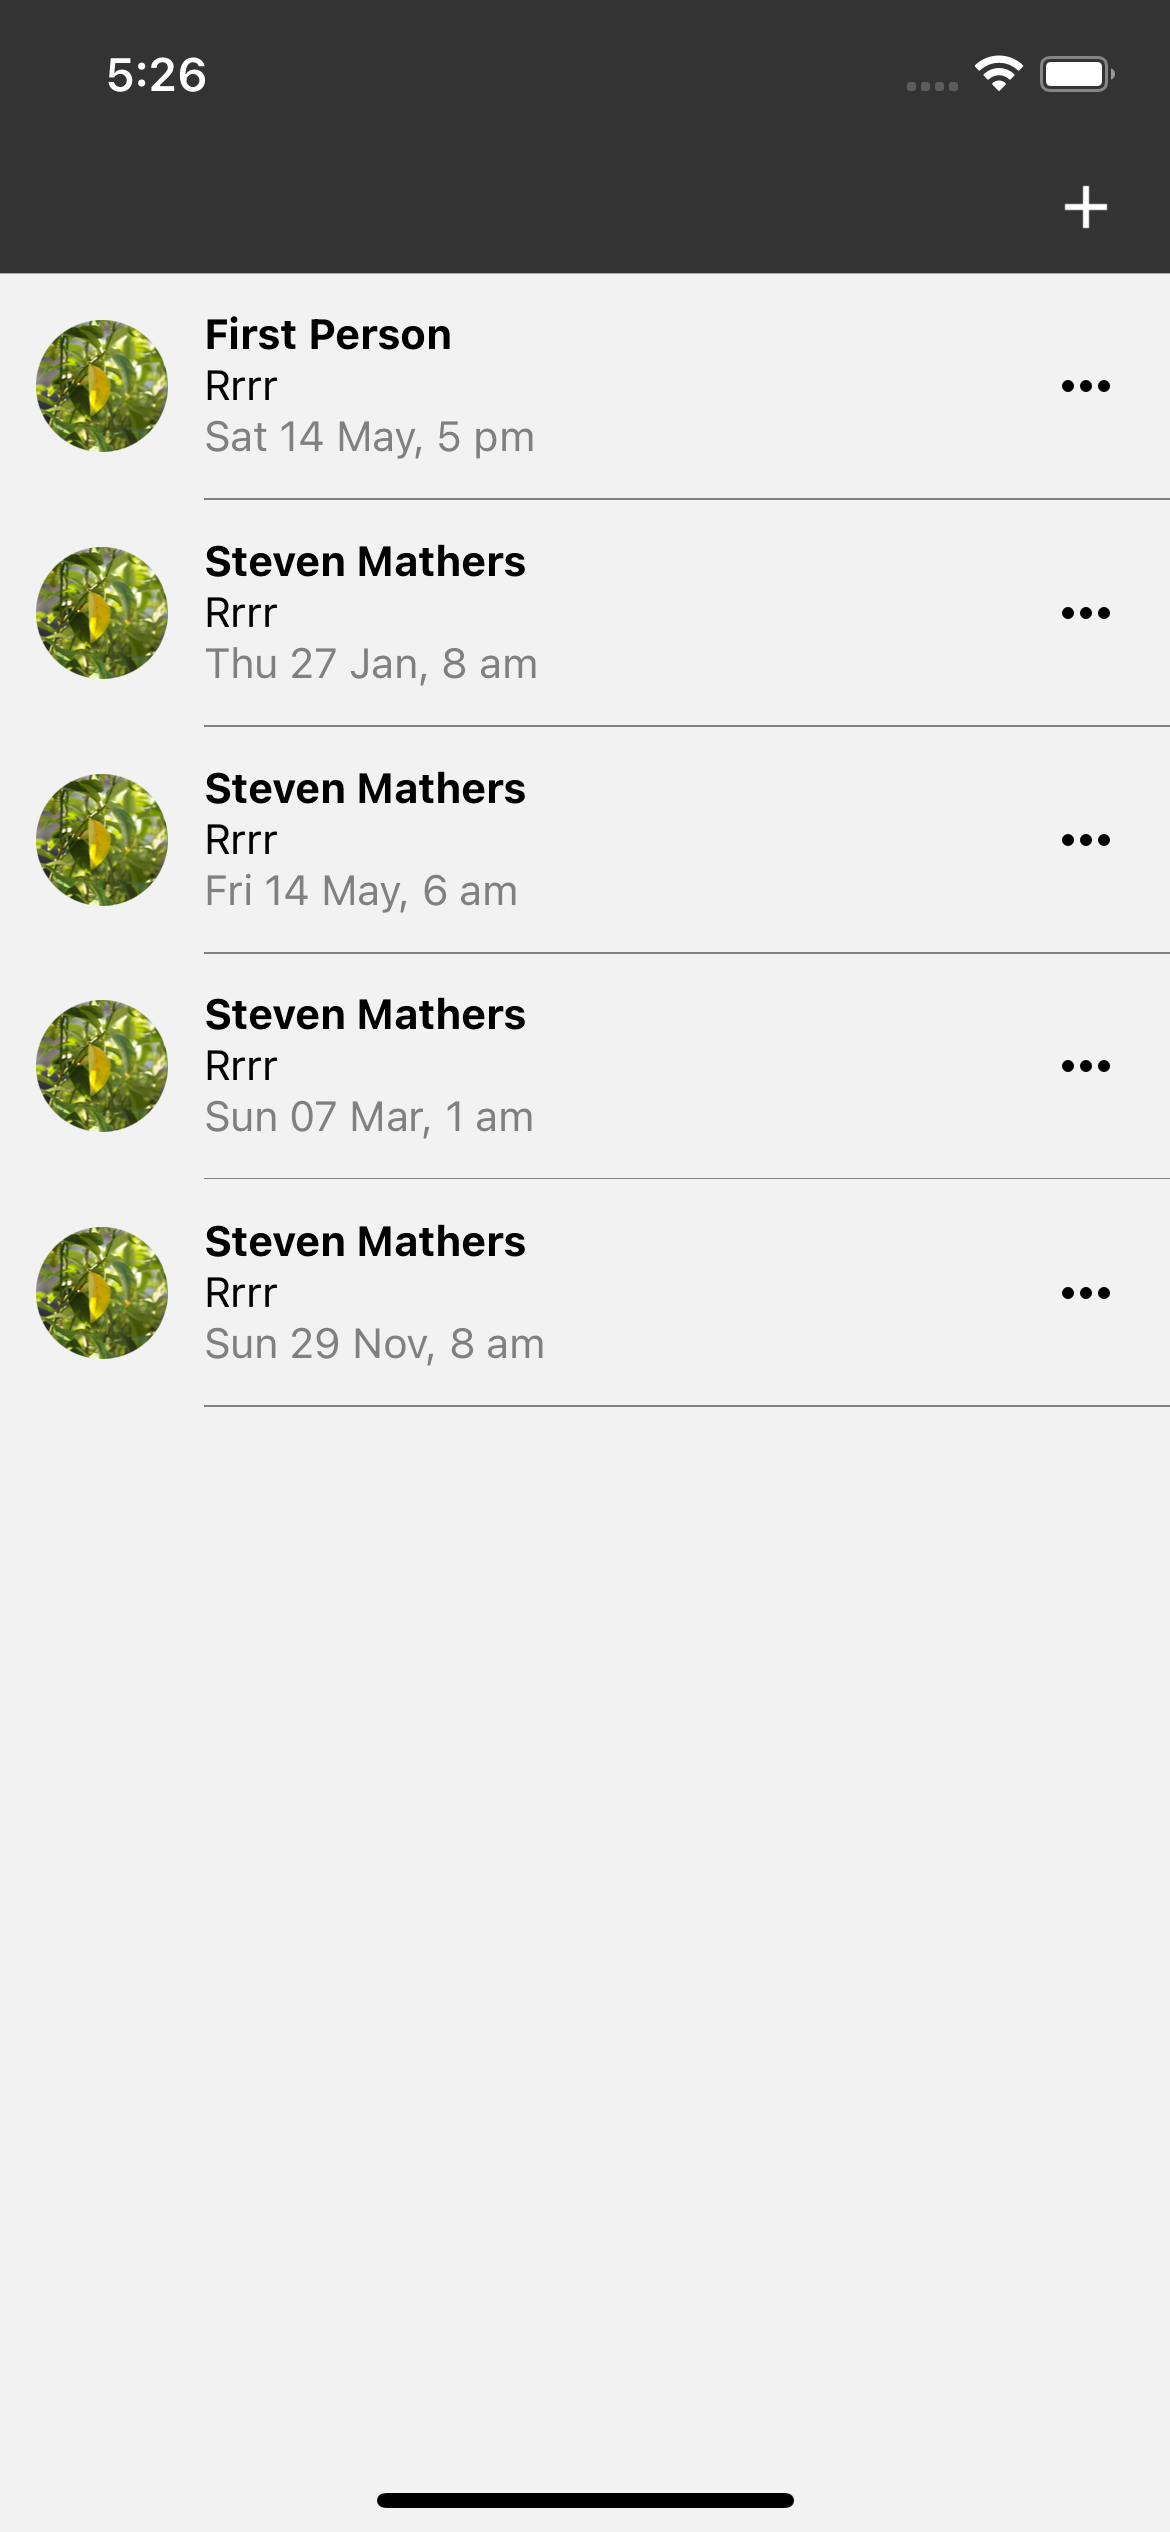 5:26
First Person
Rrrr
Sat 14 May, 5 pm
Steven Mathers
Rrrr
Thu 27 Jan, 8 am
Steven Mathers
Rrrr
Fri 14 May, 6 am
Steven Mathers
Rrrr
Sun 07 Mar, 1 am
Steven Mathers
Rrrr
Sun 29 Nov, 8 am